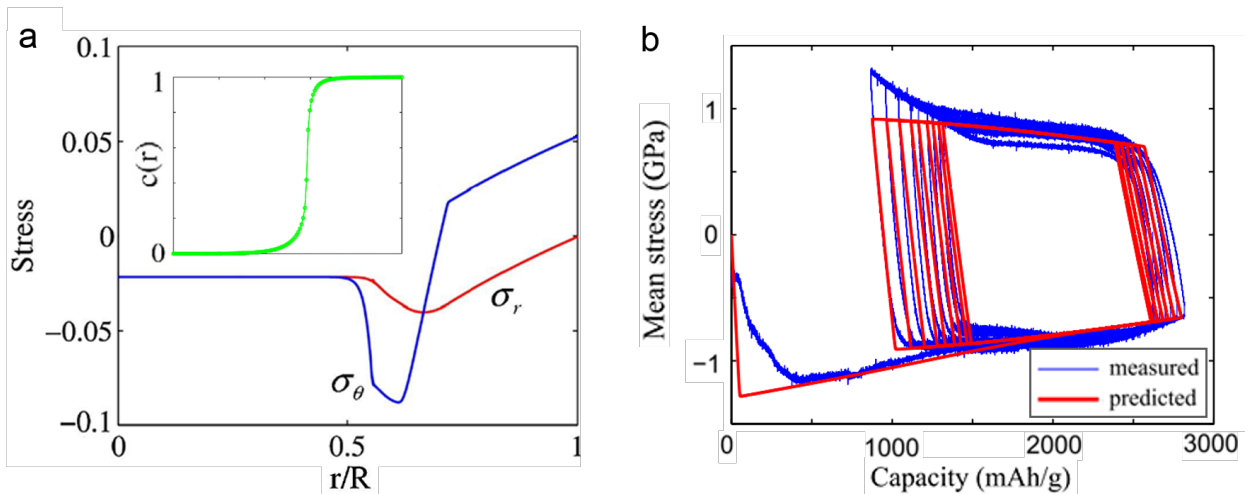 a
0.1
0.05
0
−0.05
−0.1
Stress
0
0.5
1
r/R
1
0
c(r)
σr
σθ
b
1
0
−1
Mean stress (GPa)
0
1000
2000
3000
Capacity (mAh/g)
measured
predicted